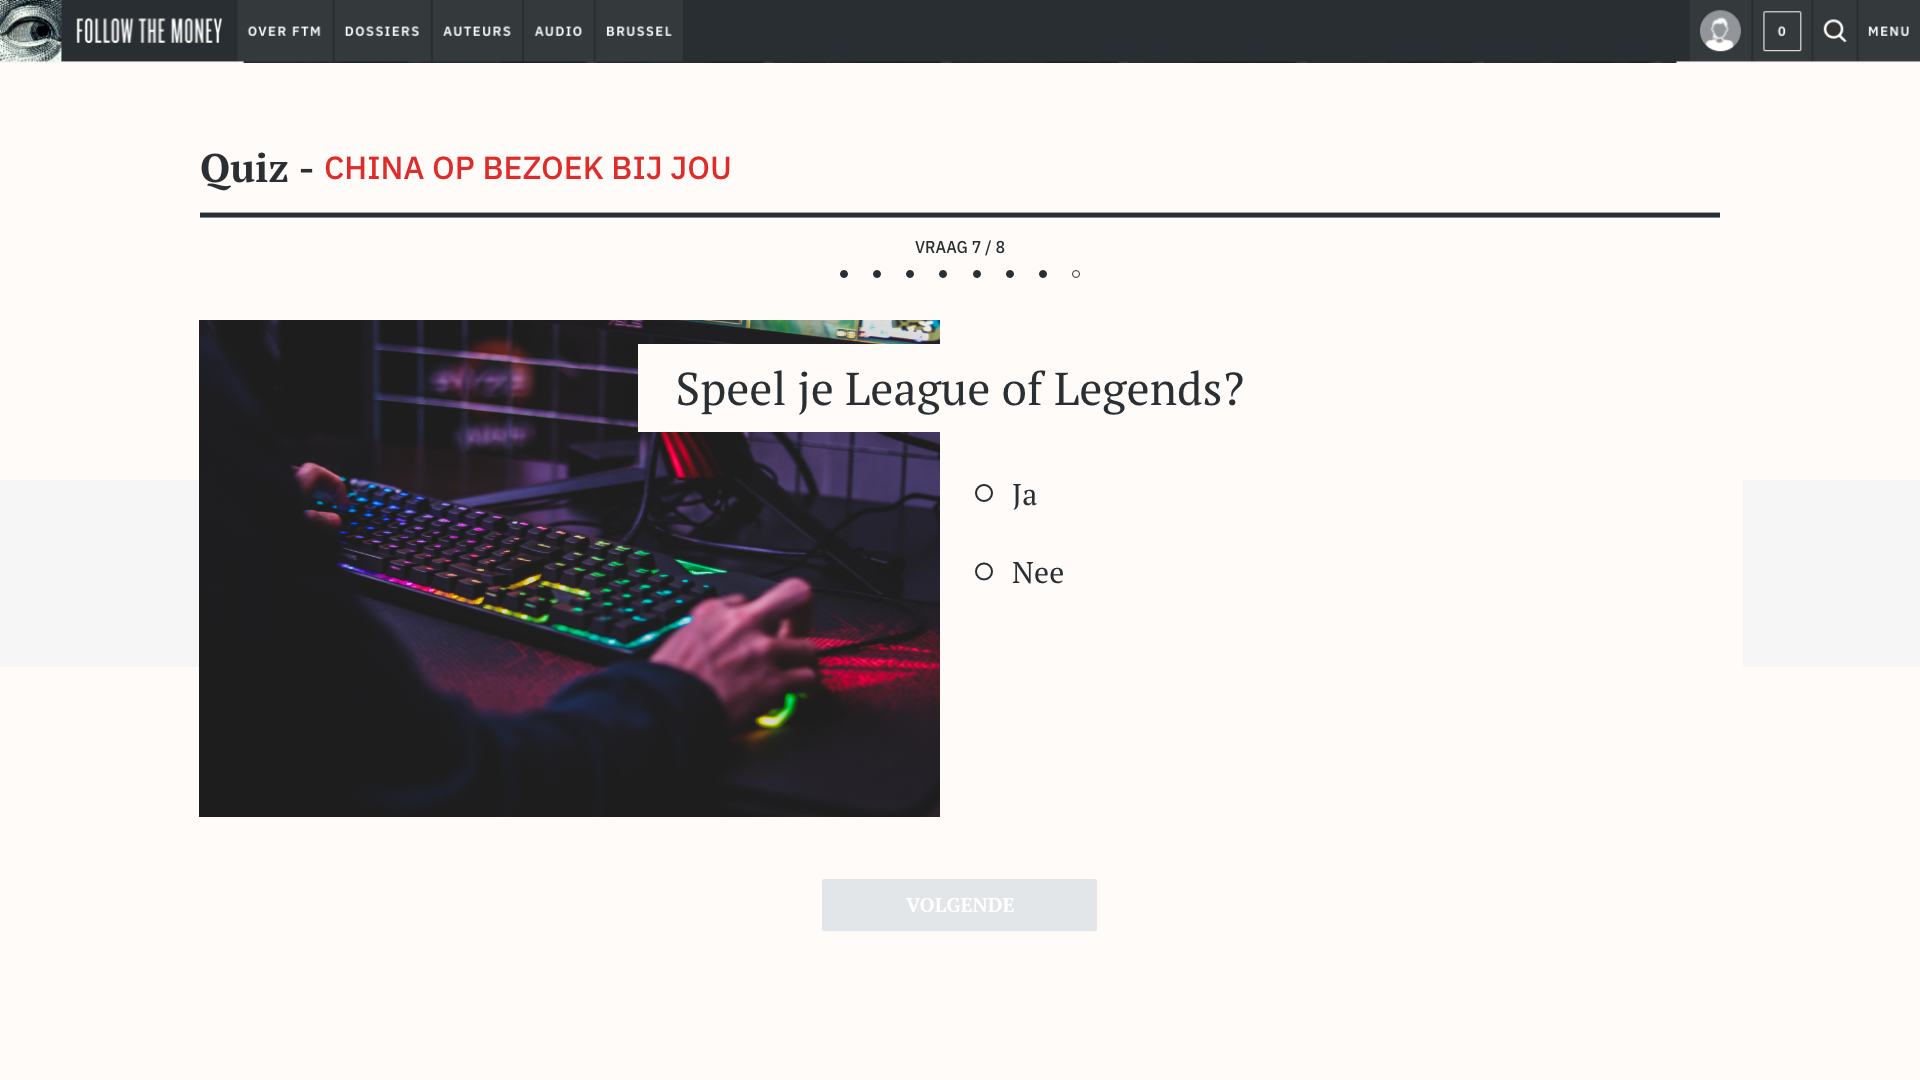 FOLLOW THE MONEY
OVER FTM
DOSSIERS
AUTEURS
AUDIO
BRUSSEL
0
MENU
Quiz - CHINA OP BEZOEK BIJ JOU
VRAAG 7 / 8
Speel je League of Legends?
Ja
Nee
VOLGENDE